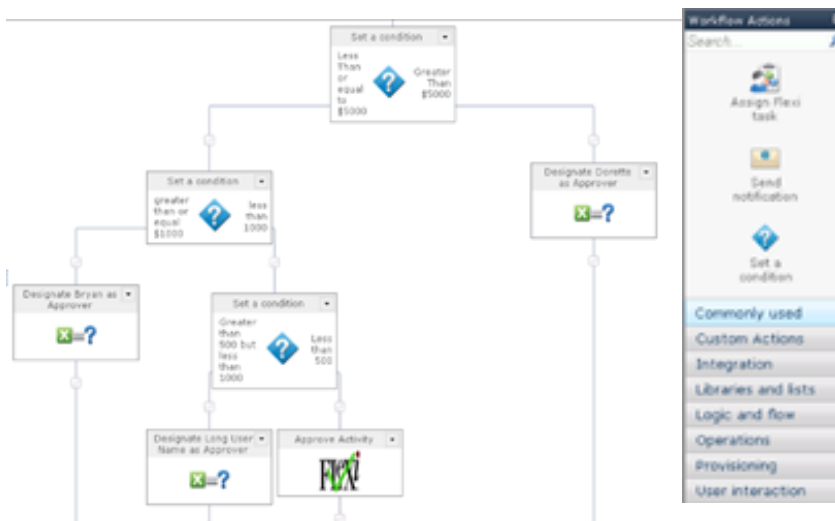 Set a condition
Less
Than
or
equal
to
$5000
Greater
Than
$5000
Set a condition
greater
than or
equal
$1000
less
than
1000
Designate Dorette
as Approver
X=?
Designate Bryan as
Approver
X=?
Set a condition
Greater
than
500 but
less
than
1000
Less
than
500
Designate Long User
Name as Approver
X=?
Approve Activity
Flexi
Workflow Actions
Search...
Assign Flexi
task
Send
notification
Set a
condition
Commonly used
Custom Actions
Integration
Libraries and lists
Logic and flow
Operations
Provisioning
User interaction